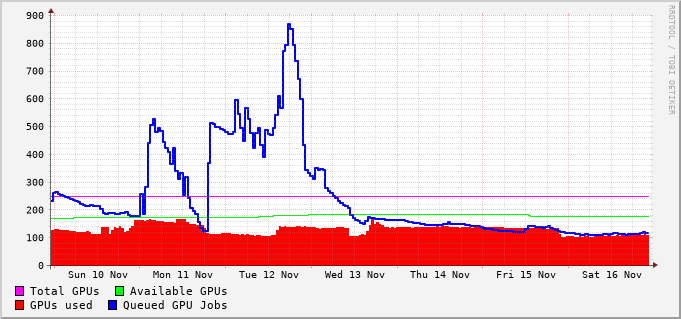 900
800
700
600
500
400
300
200
100
0
Sun 10 Nov Mon 11 Nov Tue 12 Nov Wed 13 Nov Thu 14 Nov Fri 15 Nov Sat 16 Nov
Total GPUs Available GPUs
GPUs used Queued GPU Jobs
RRDTOOL / TOBI OETIKER